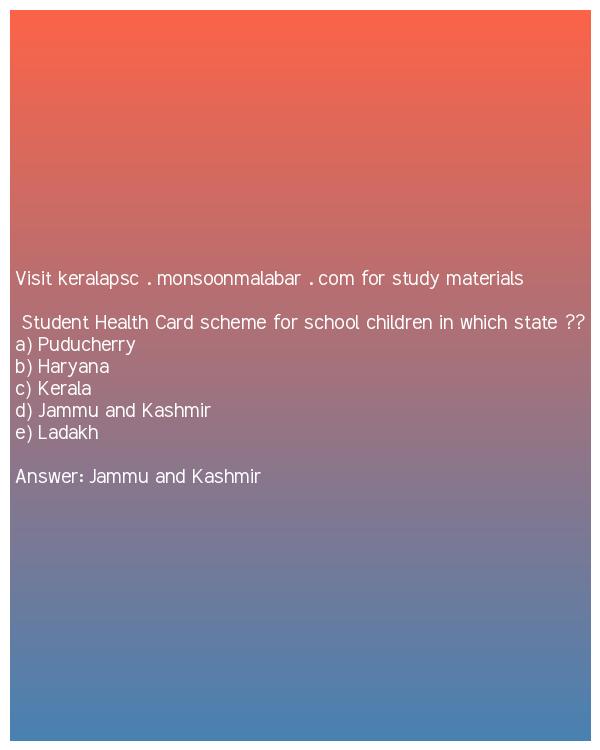 Visit keralapsc . monsoonmalabar . com for study materials
Student Health Card scheme for school children in which state ??
a) Puducherry
b) Haryana
c) Kerala
d) Jammu and Kashmir
e) Ladakh
Answer: Jammu and Kashmir